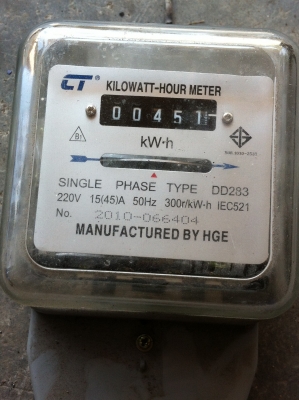 CT® KILOWATT-HOUR METER
00451
kW·h
SINGLE PHASE TYPE DD283
220V 15(45)A 50Hz 300r/kW·h IEC521
No. 2010-066404
MANUFACTURED BY HGE